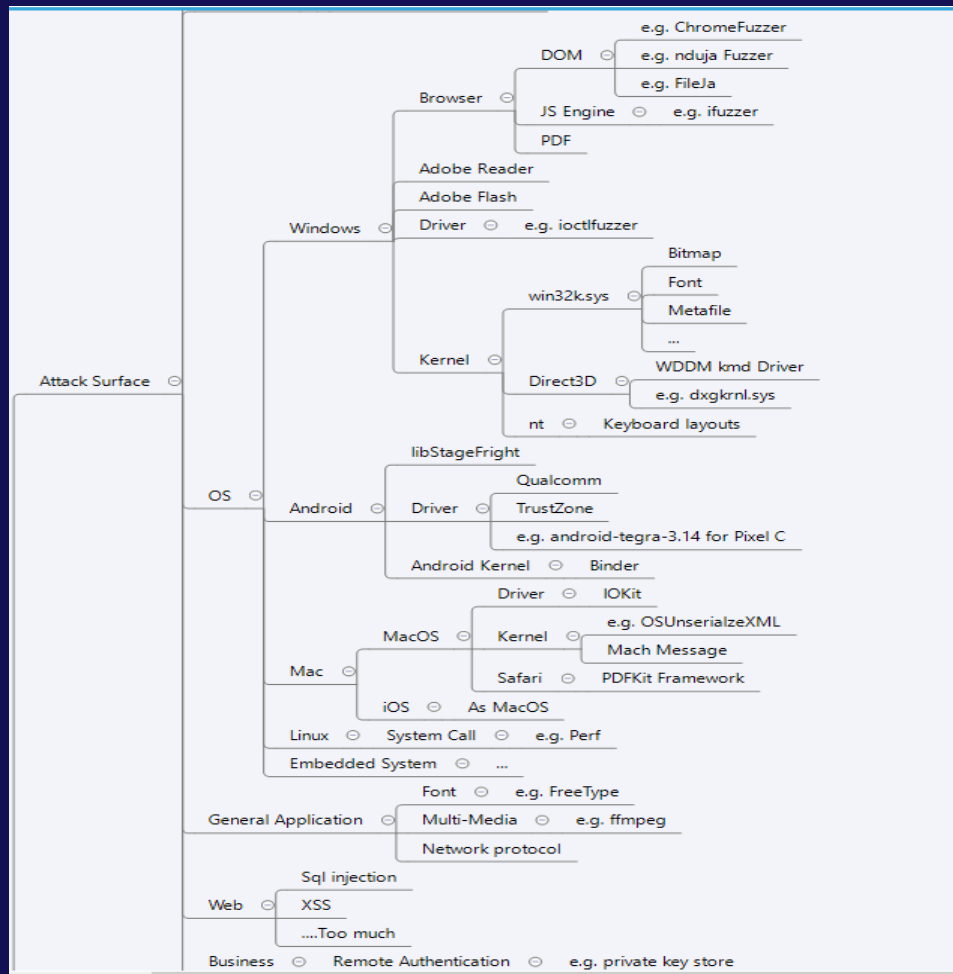 e.g. ChromeFuzzer
DOM
e.g. nduja Fuzzer
e.g. FileJa
Browser
JS Engine
e.g. ifuzzer
PDF
Adobe Reader
Adobe Flash
Windows
Driver
e.g. ioctlfuzzer
Bitmap
Font
win32k.sys
Metafile
...
Kernel
WDDM kmd Driver
Direct3D
e.g. dxgkrnl.sys
nt
Keyboard layouts
Attack Surface
libStageFright
OS
Qualcomm
Android
Driver
TrustZone
e.g. android-tegra-3.14 for Pixel C
Android Kernel
Binder
Driver
IOKit
e.g. OSUnserialzeXML
MacOS
Kernel
Mach Message
Mac
Safari
PDFKit Framework
iOS
As MacOS
Linux
System Call
e.g. Perf
Embedded System
...
Font
e.g. FreeType
General Application
Multi-Media
e.g. ffmpeg
Network protocol
Sql injection
Web
XSS
....Too much
Business
Remote Authentication
e.g. private key store